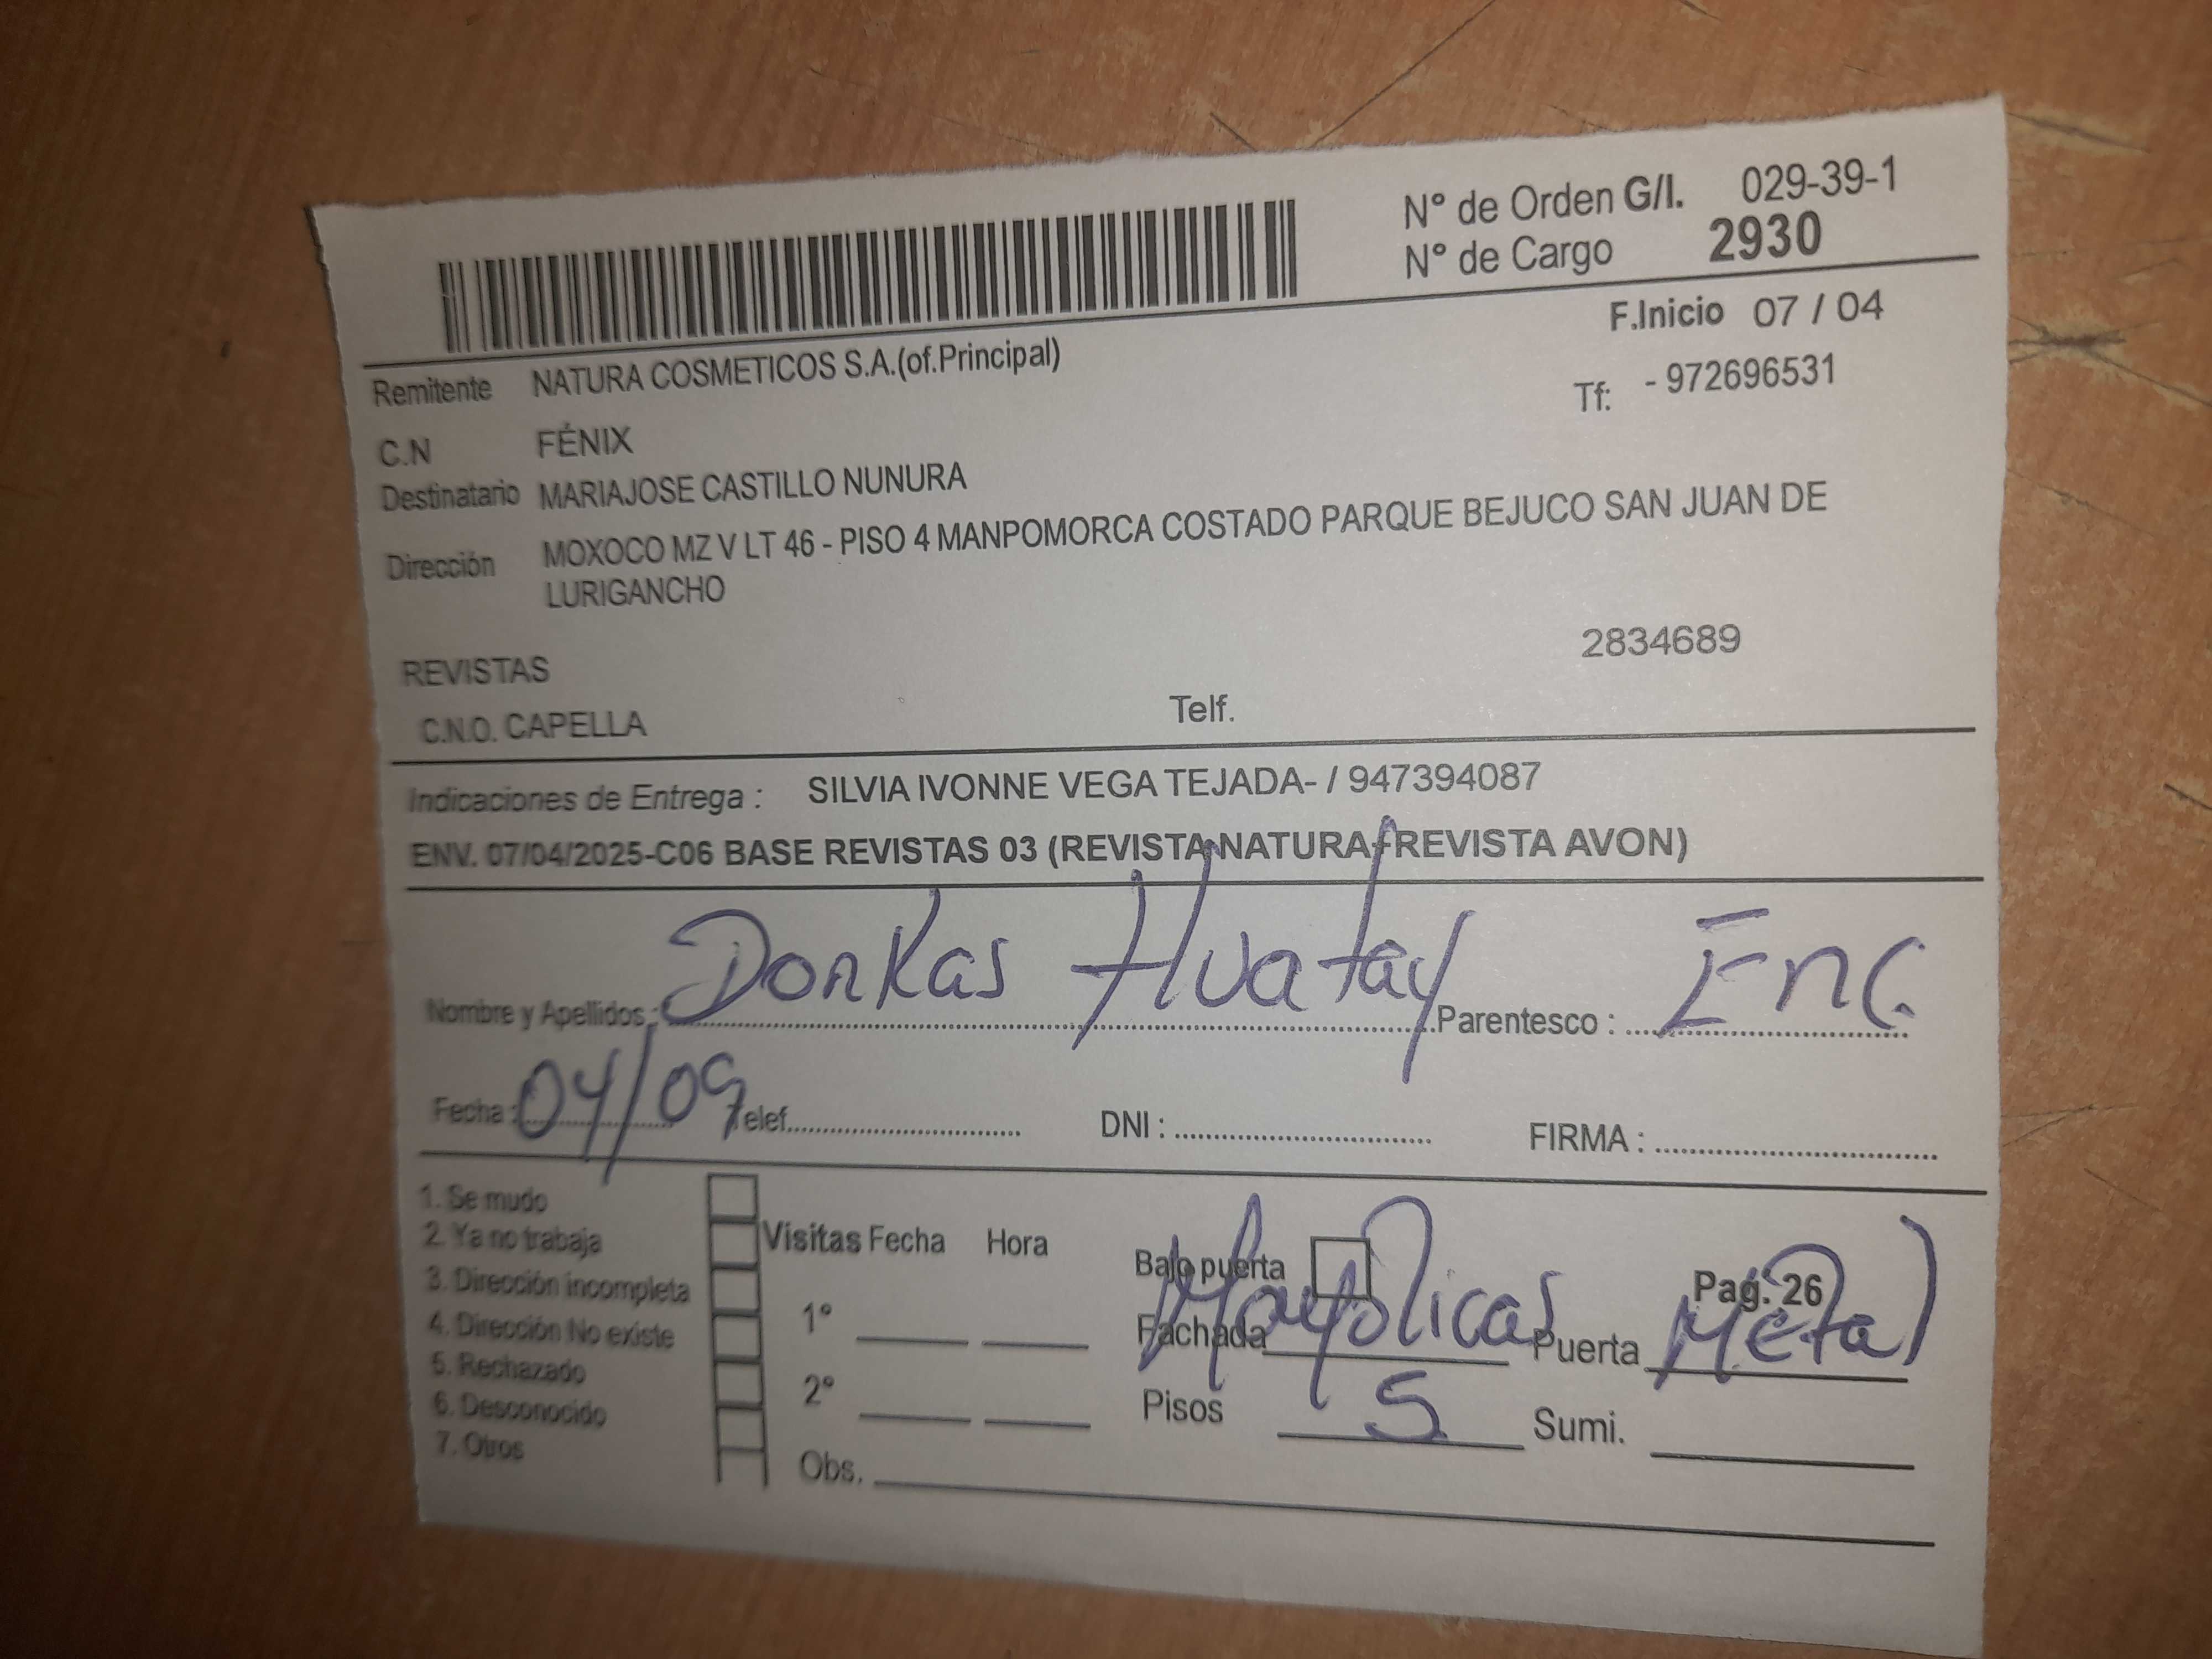 N° de Orden G/I. 029-39-1
N° de Cargo 2930
F.Inicio 07 / 04
Remitente NATURA COSMETICOS S.A.(of.Principal)
Tf: - 972696531
C.N FÉNIX
Destinatario MARIAJOSE CASTILLO NUNURA
Dirección MOXOCO MZ V LT 46 - PISO 4 MANPOMORCA COSTADO PARQUE BEJUCO SAN JUAN DE
LURIGANCHO
2834689
REVISTAS
C.N.O. CAPELLA Telf.
Indicaciones de Entrega : SILVIA IVONNE VEGA TEJADA- / 947394087
ENV. 07/04/2025-C06 BASE REVISTAS 03 (REVISTA NATURA-REVISTA AVON)
Nombre y Apellidos : Donkas Huatay Parentesco : Enc.
Fecha : 04/09 Telef. DNI : FIRMA :
1. Se mudo
2. Ya no trabaja
3. Dirección incompleta
4. Dirección No existe
5. Rechazado
6. Desconocido
7. Otros
Visitas Fecha Hora
1°
2°
Obs.
Bajo puerta Pag. 26
Fachada Mayolicas Puerta Metal
Pisos 5 Sumi.